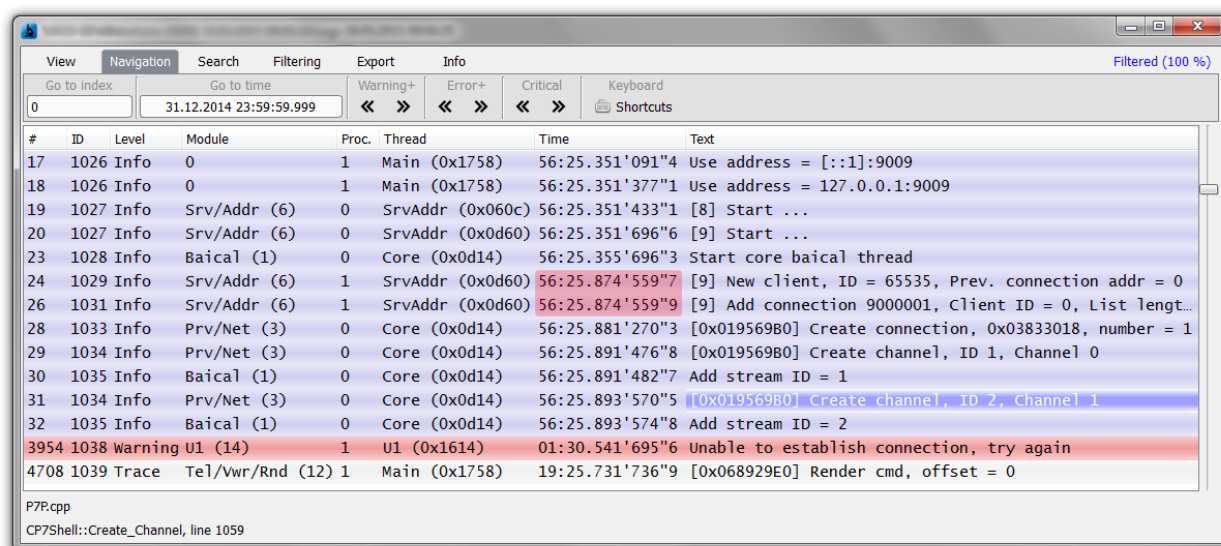 View Navigation Search Filtering Export Info Filtered (100 %)
Go to index Go to time Warning+ Error+ Critical Keyboard
0 31.12.2014 23:59:59.999 « » « » « » Shortcuts
# ID Level Module Proc. Thread Time Text
17 1026 Info 0 1 Main (0x1758) 56:25.351'091"4 Use address = [::1]:9009
18 1026 Info 0 1 Main (0x1758) 56:25.351'377"1 Use address = 127.0.0.1:9009
19 1027 Info Srv/Addr (6) 0 SrvAddr (0x060c) 56:25.351'433"1 [8] Start ...
20 1027 Info Srv/Addr (6) 0 SrvAddr (0x0d60) 56:25.351'696"6 [9] Start ...
23 1028 Info Baical (1) 0 Core (0x0d14) 56:25.355'696"3 Start core baical thread
24 1029 Info Srv/Addr (6) 1 SrvAddr (0x0d60) 56:25.874'559"7 [9] New client, ID = 65535, Prev. connection addr = 0
26 1031 Info Srv/Addr (6) 1 SrvAddr (0x0d60) 56:25.874'559"9 [9] Add connection 9000001, Client ID = 0, List lengt...
28 1033 Info Prv/Net (3) 0 Core (0x0d14) 56:25.881'270"3 [0x019569B0] Create connection, 0x03833018, number = 1
29 1034 Info Prv/Net (3) 0 Core (0x0d14) 56:25.891'476"8 [0x019569B0] Create channel, ID 1, Channel 0
30 1035 Info Baical (1) 0 Core (0x0d14) 56:25.891'482"7 Add stream ID = 1
31 1034 Info Prv/Net (3) 0 Core (0x0d14) 56:25.893'570"5 [0x019569B0] Create channel, ID 2, Channel 1
32 1035 Info Baical (1) 0 Core (0x0d14) 56:25.893'574"8 Add stream ID = 2
3954 1038 Warning U1 (14) 1 U1 (0x1614) 01:30.541'695"6 Unable to establish connection, try again
4708 1039 Trace Tel/Vwr/Rnd (12) 1 Main (0x1758) 19:25.731'736"9 [0x068929E0] Render cmd, offset = 0
P7P.cpp
CP7Shell::Create_Channel, line 1059